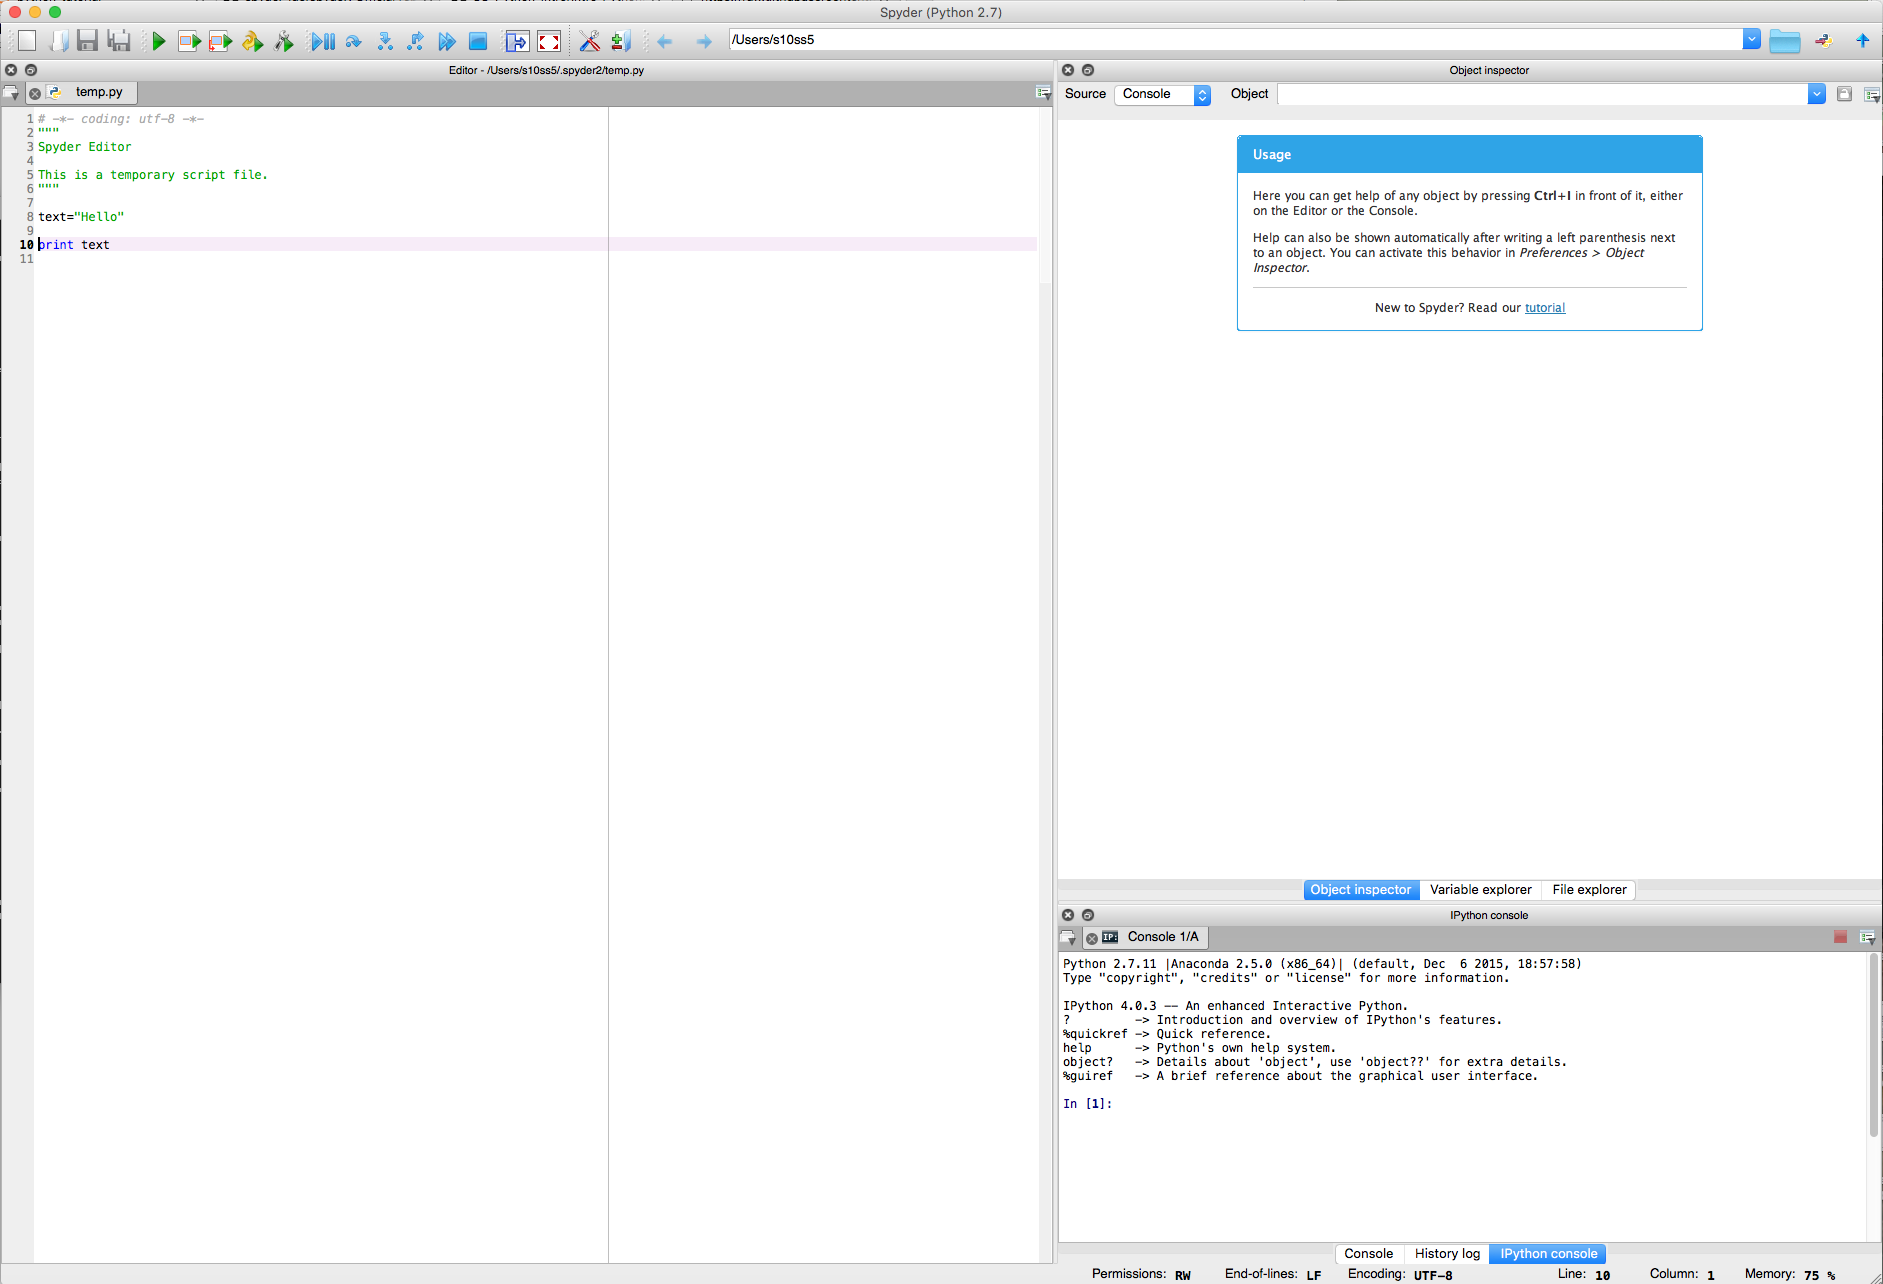 Spyder (Python 2.7)
/Users/s10ss5
Editor - /Users/s10ss5/.spyder2/temp.py
temp.py
1 # -*- coding: utf-8 -*-
2 """
3 Spyder Editor
4
5 This is a temporary script file.
6 """
7
8 text="Hello"
9
10 print text
11
Object inspector
Source Console Object
Usage
Here you can get help of any object by pressing Ctrl+I in front of it, either
on the Editor or the Console.
Help can also be shown automatically after writing a left parenthesis next
to an object. You can activate this behavior in Preferences > Object
Inspector.
New to Spyder? Read our tutorial
Object inspector Variable explorer File explorer
IPython console
IP: Console 1/A
Python 2.7.11 |Anaconda 2.5.0 (x86_64)| (default, Dec  6 2015, 18:57:58)
Type "copyright", "credits" or "license" for more information.
IPython 4.0.3 -- An enhanced Interactive Python.
?         -> Introduction and overview of IPython's features.
%quickref -> Quick reference.
help      -> Python's own help system.
object?   -> Details about 'object', use 'object??' for extra details.
%guiref   -> A brief reference about the graphical user interface.
In [1]:
Console History log IPython console
Permissions: RW End-of-lines: LF Encoding: UTF-8 Line: 10 Column: 1 Memory: 75 %